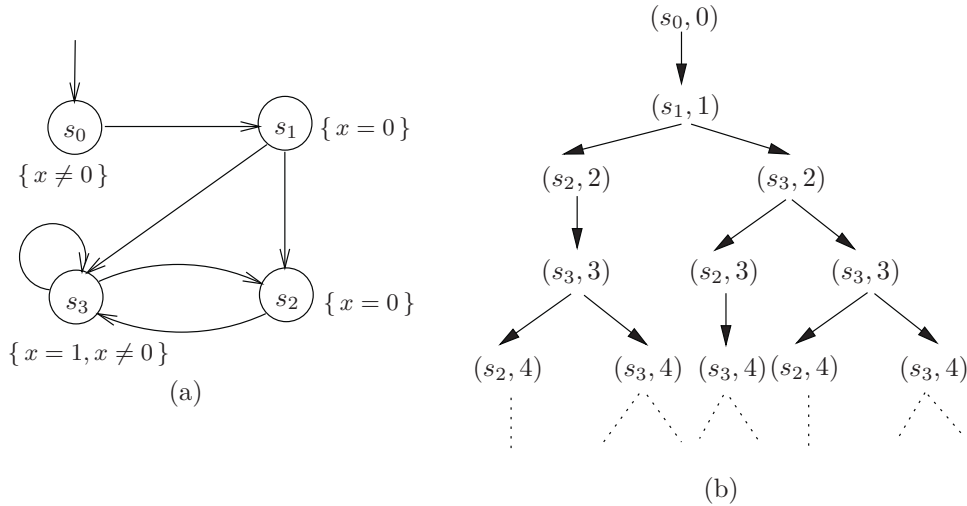 s₀
{ x ≠ 0 }
s₁
{ x = 0 }
s₃
{ x = 1, x ≠ 0 }
s₂
{ x = 0 }
(a)
(s₀, 0)
(s₁, 1)
(s₂, 2) (s₃, 2)
(s₃, 3) (s₂, 3) (s₃, 3)
(s₂, 4) (s₃, 4) (s₃, 4) (s₂, 4) (s₃, 4)
(b)